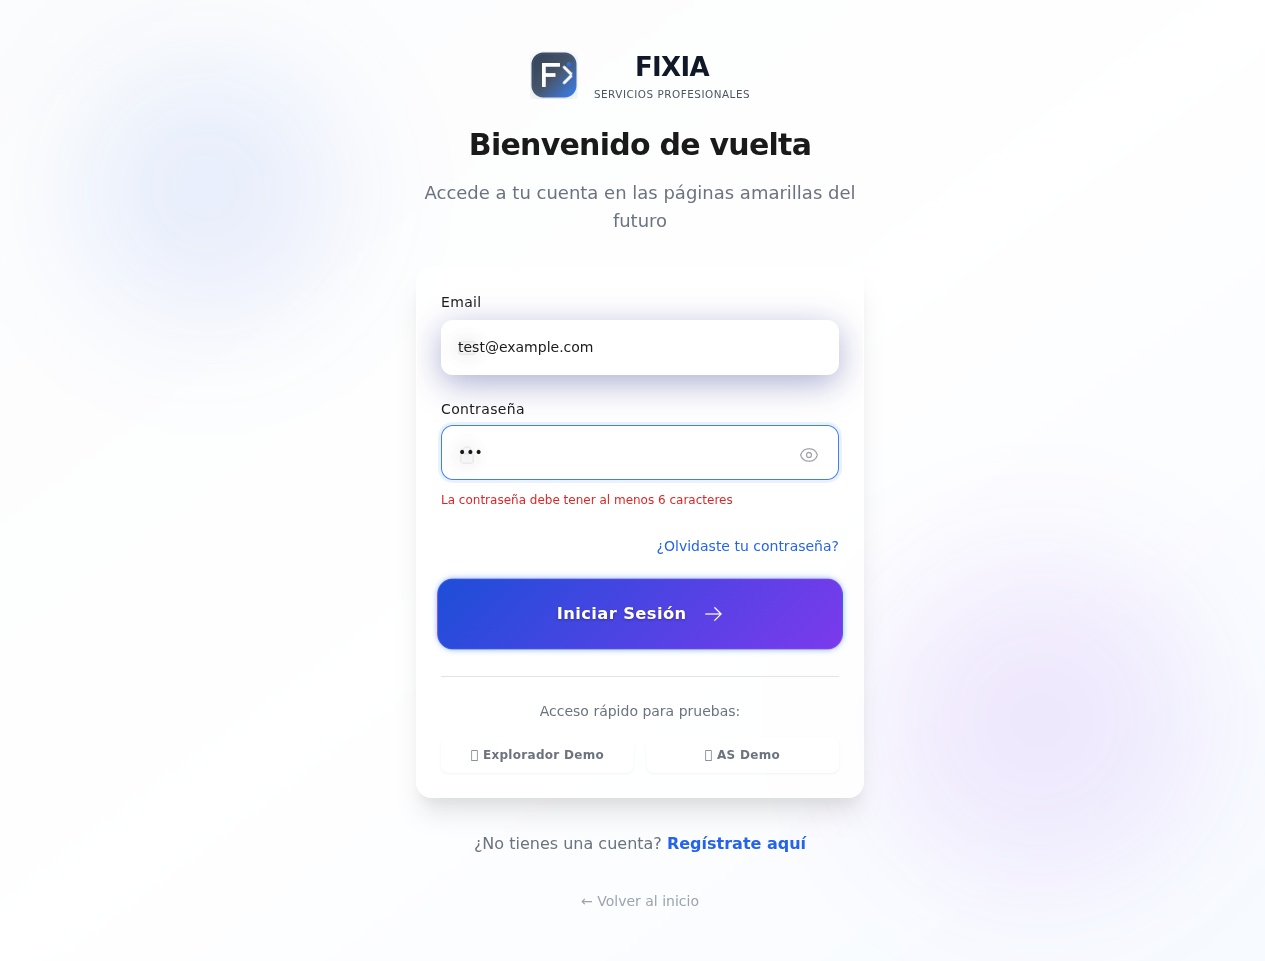 FIXIA
SERVICIOS PROFESIONALES
Bienvenido de vuelta
Accede a tu cuenta en las páginas amarillas del
futuro
Email
test@example.com
Contraseña
•••
La contraseña debe tener al menos 6 caracteres
¿Olvidaste tu contraseña?
Iniciar Sesión →
Acceso rápido para pruebas:
Explorador Demo
AS Demo
¿No tienes una cuenta? Regístrate aquí
← Volver al inicio